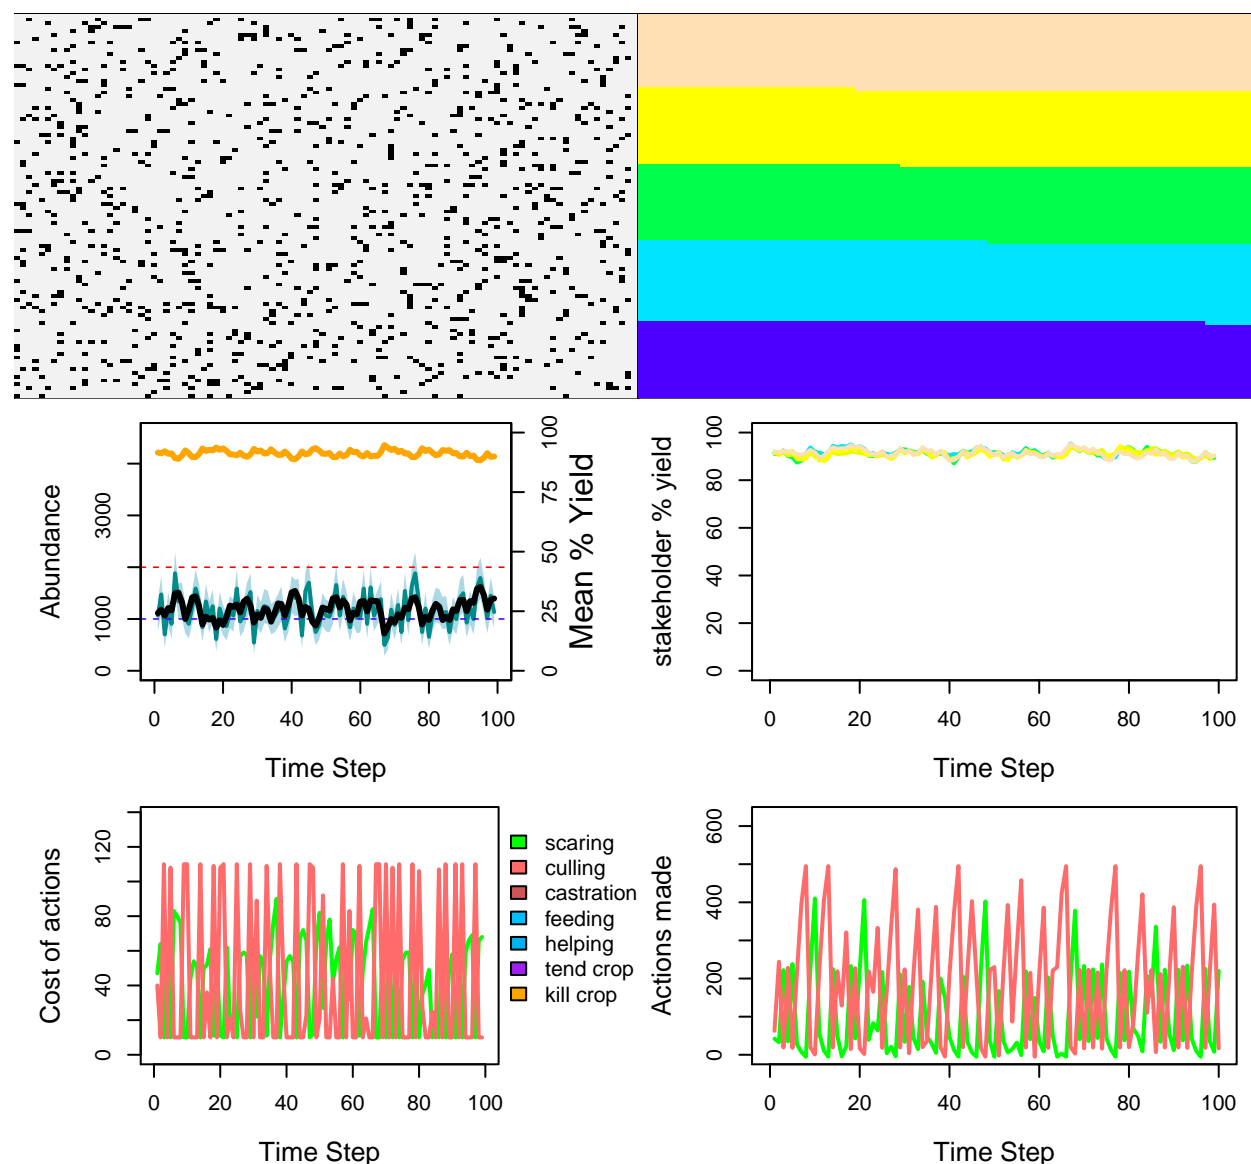 Abundance
0
1000
3000
0
25
50
75
100
Mean % Yield
0
20
40
60
80
100
Time Step
stakeholder % yield
0
20
40
60
80
100
0
20
40
60
80
100
Time Step
Cost of actions
0
40
80
120
0
20
40
60
80
100
Time Step
scaring
culling
castration
feeding
helping
tend crop
kill crop
Actions made
0
200
400
600
0
20
40
60
80
100
Time Step